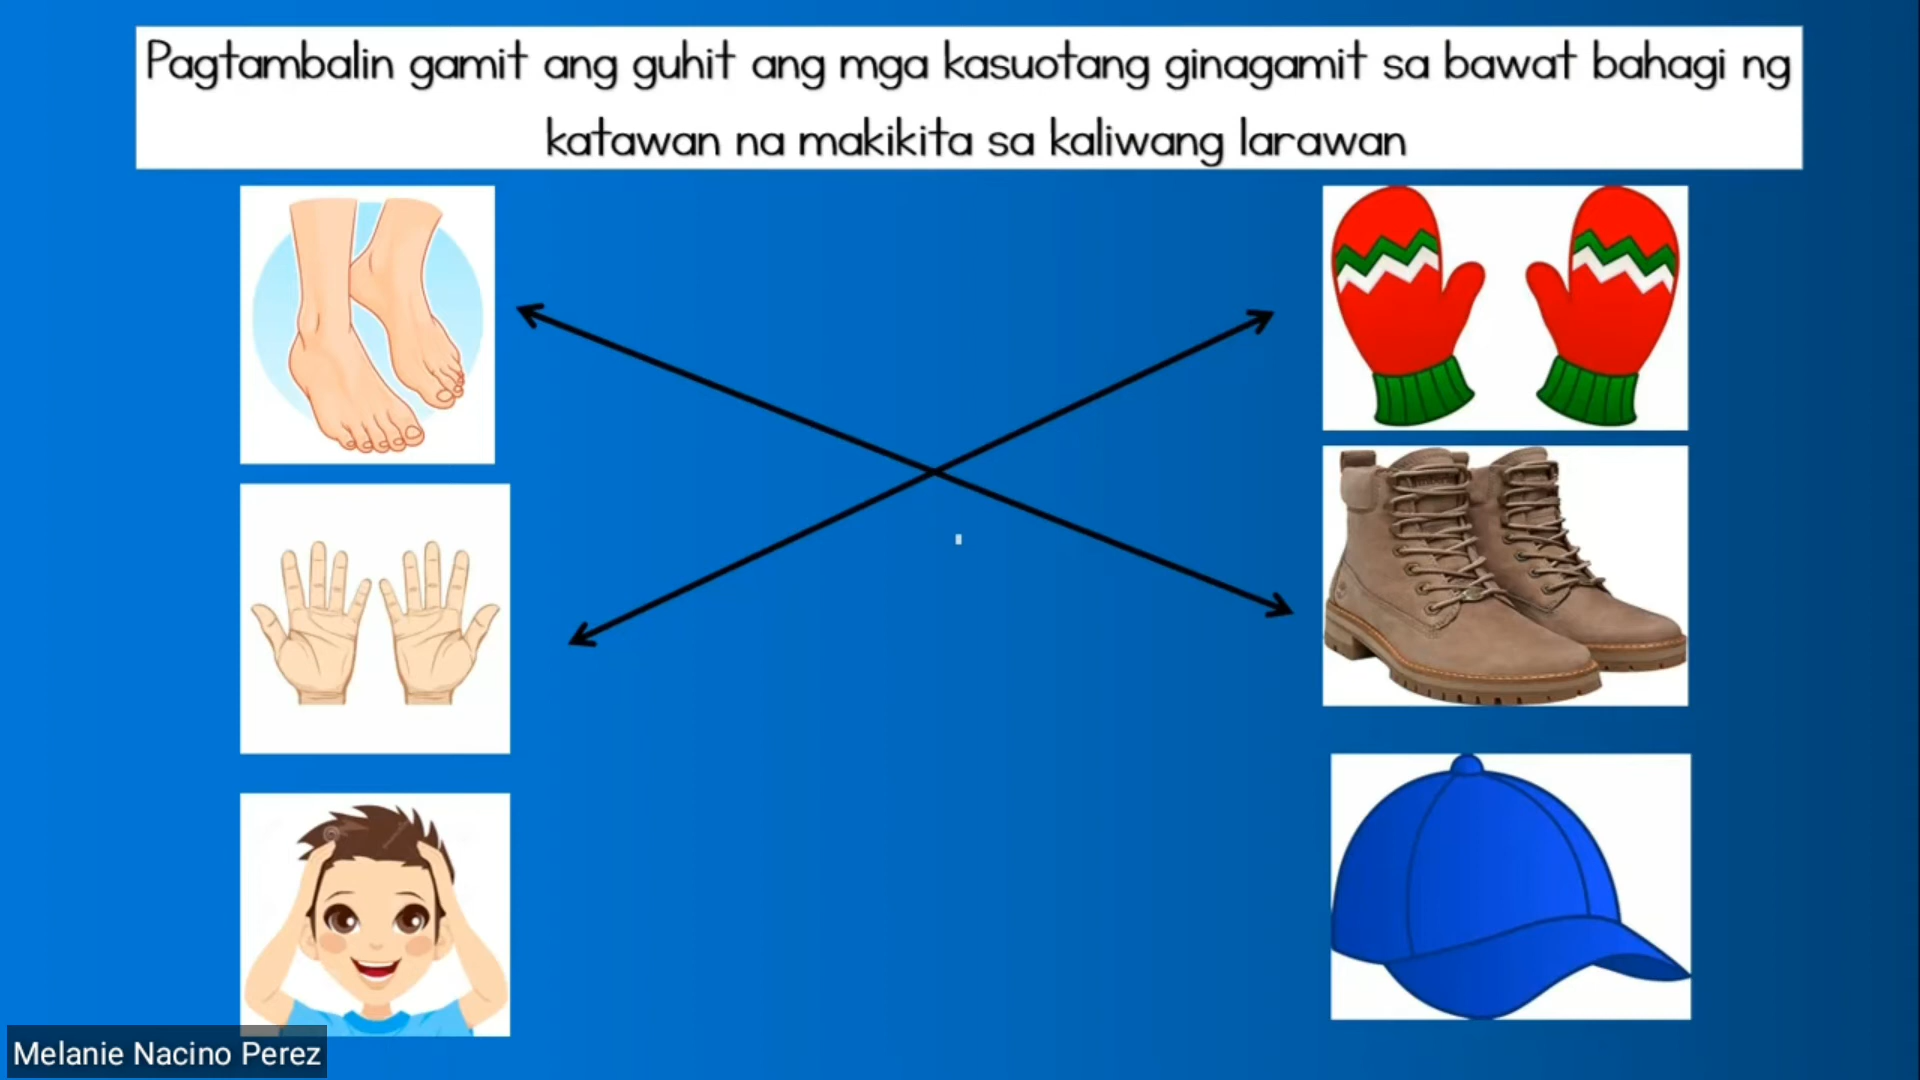 Pagtambalin gamit ang guhit ang mga kasuotang ginagamit sa bawat bahagi ng
katawan na makikita sa kaliwang larawan
Melanie Nacino Perez